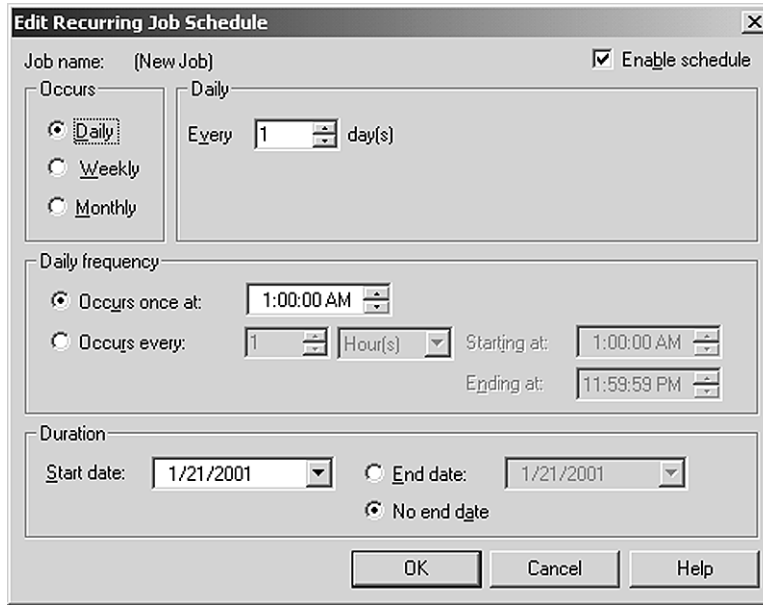 Edit Recurring Job Schedule
Job name: (New Job)
Enable schedule
Occurs
Daily
Weekly
Monthly
Daily
Every 1 day(s)
Daily frequency
Occurs once at: 1:00:00 AM
Occurs every: 1 Hour(s) Starting at: 1:00:00 AM
Ending at: 11:59:59 PM
Duration
Start date: 1/21/2001
End date: 1/21/2001
No end date
OK Cancel Help